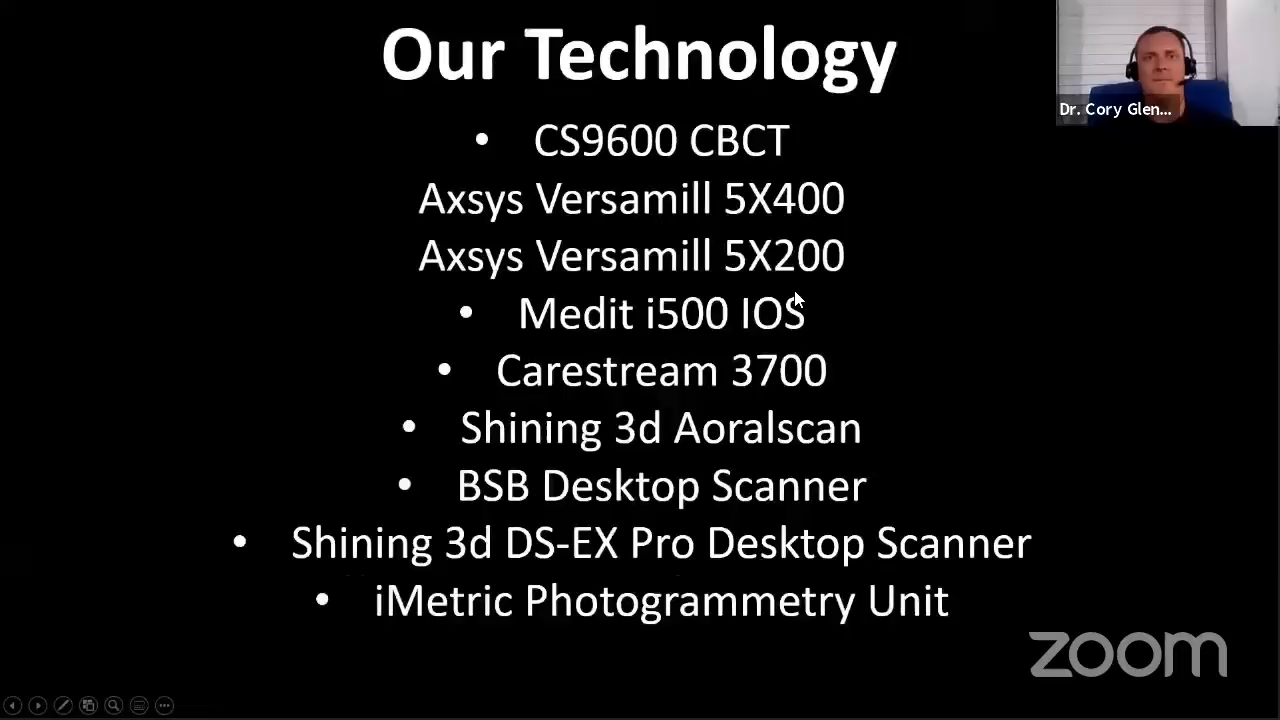 Our Technology
Dr. Cory Glen...
• CS9600 CBCT
Axsys Versamill 5X400
Axsys Versamill 5X200
• Medit i500 IOS
• Carestream 3700
• Shining 3d Aoralscan
• BSB Desktop Scanner
• Shining 3d DS-EX Pro Desktop Scanner
• iMetric Photogrammetry Unit
zoom